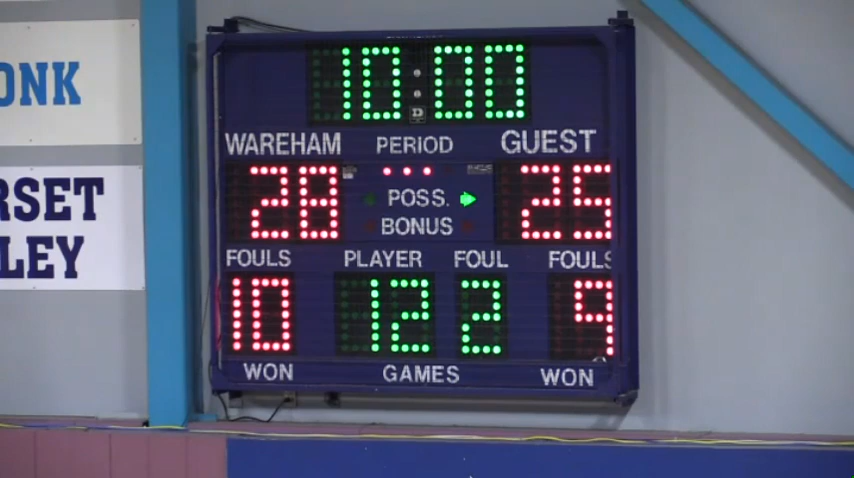 ONK
RSET
LEY
10:00
D
WAREHAM PERIOD GUEST
28 POSS. 25
BONUS
FOULS PLAYER FOUL FOULS
10 12 2 9
WON GAMES WON